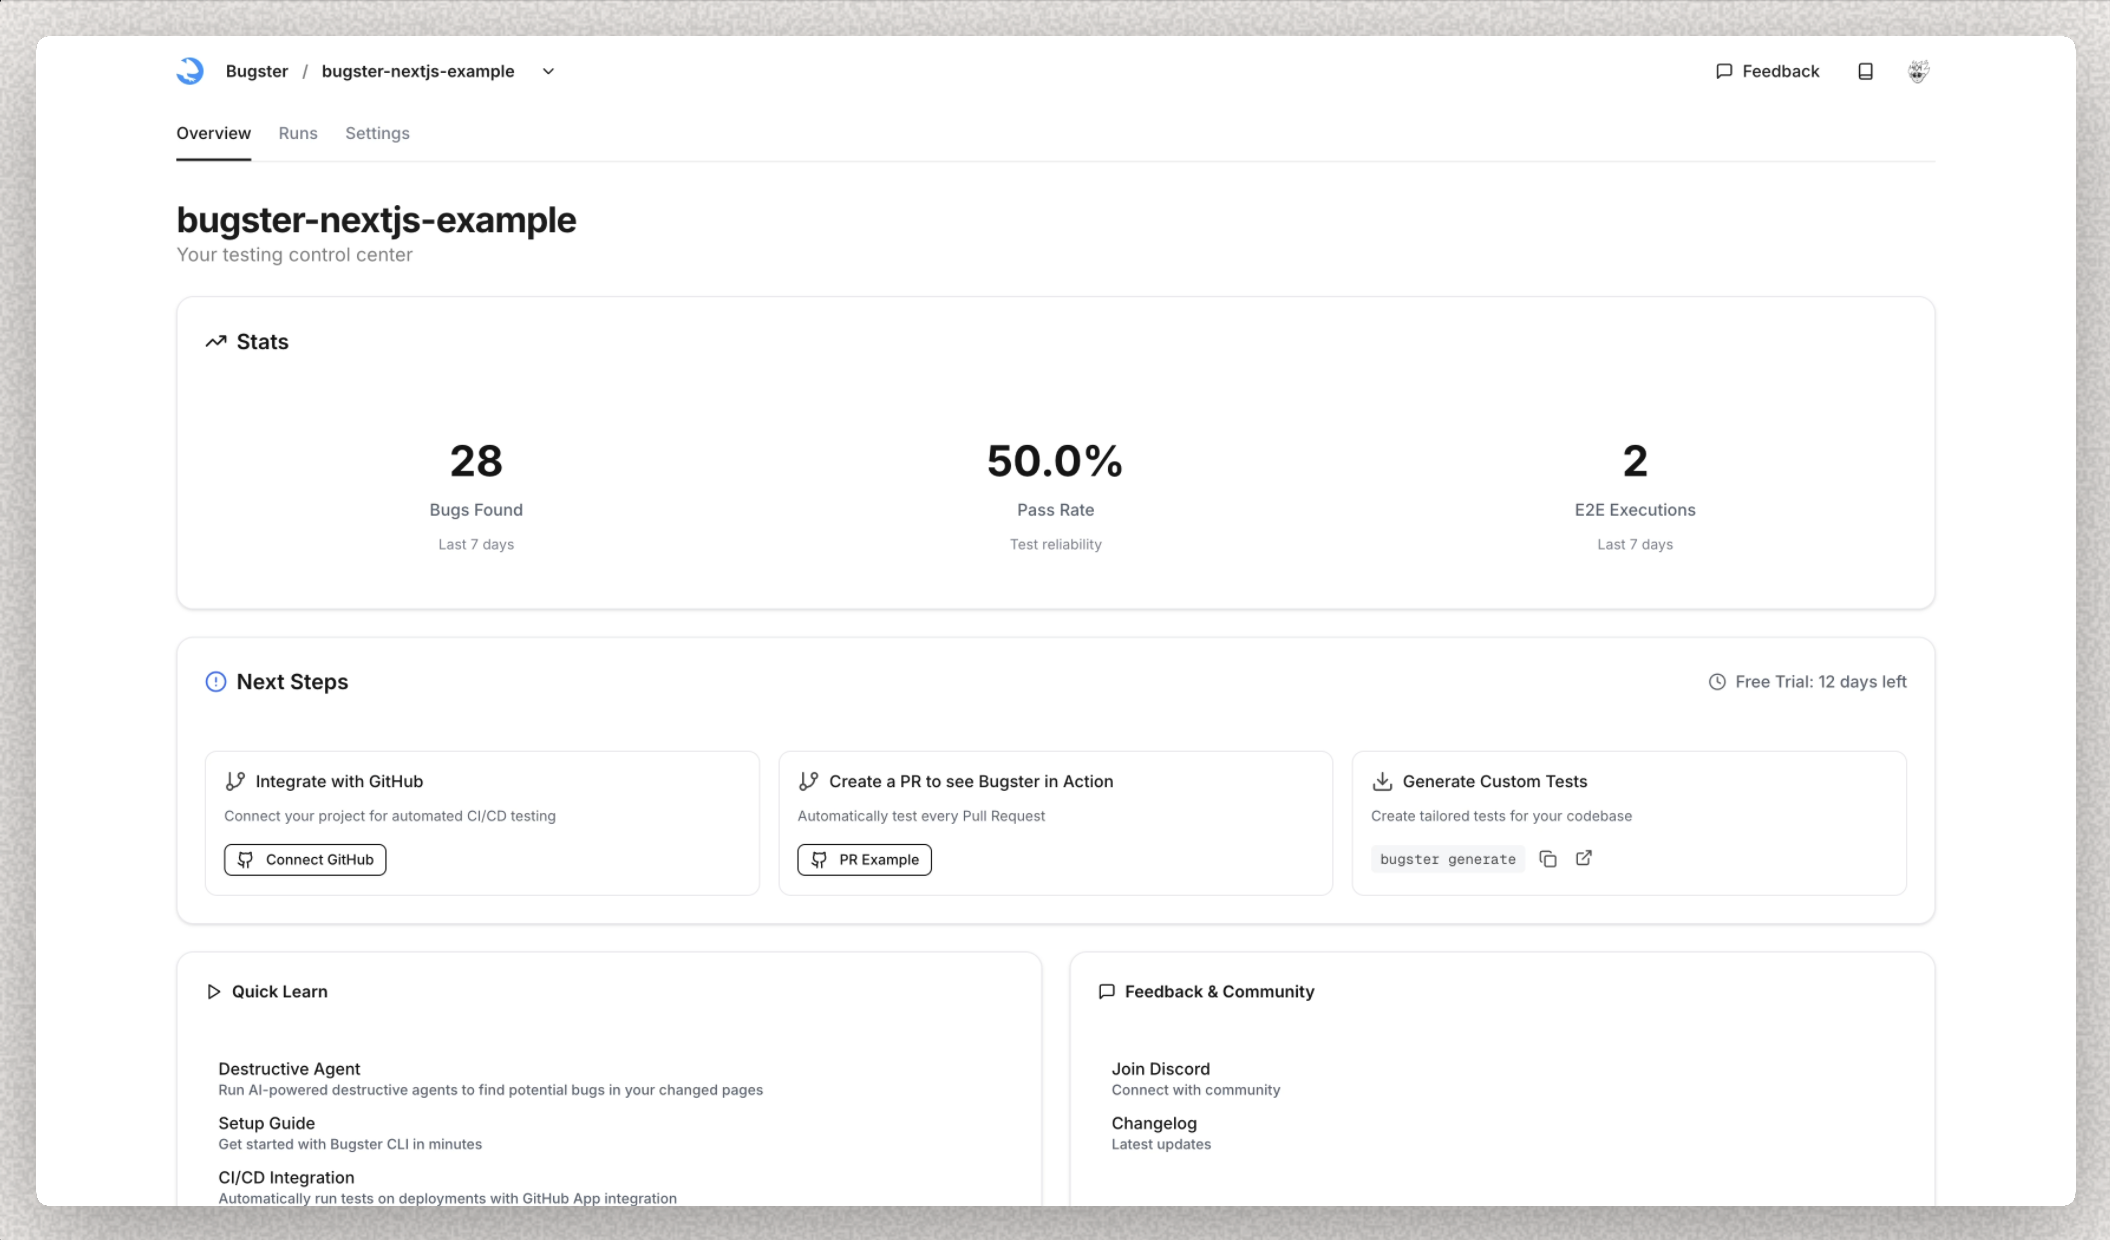 Bugster / bugster-nextjs-example
Feedback
Overview Runs Settings
bugster-nextjs-example
Your testing control center
Stats
28
Bugs Found
Last 7 days
50.0%
Pass Rate
Test reliability
2
E2E Executions
Last 7 days
Next Steps
Free Trial: 12 days left
Integrate with GitHub
Connect your project for automated CI/CD testing
Connect GitHub
Create a PR to see Bugster in Action
Automatically test every Pull Request
PR Example
Generate Custom Tests
Create tailored tests for your codebase
bugster generate
Quick Learn
Destructive Agent
Run AI-powered destructive agents to find potential bugs in your changed pages
Setup Guide
Get started with Bugster CLI in minutes
CI/CD Integration
Automatically run tests on deployments with GitHub App integration
Feedback & Community
Join Discord
Connect with community
Changelog
Latest updates